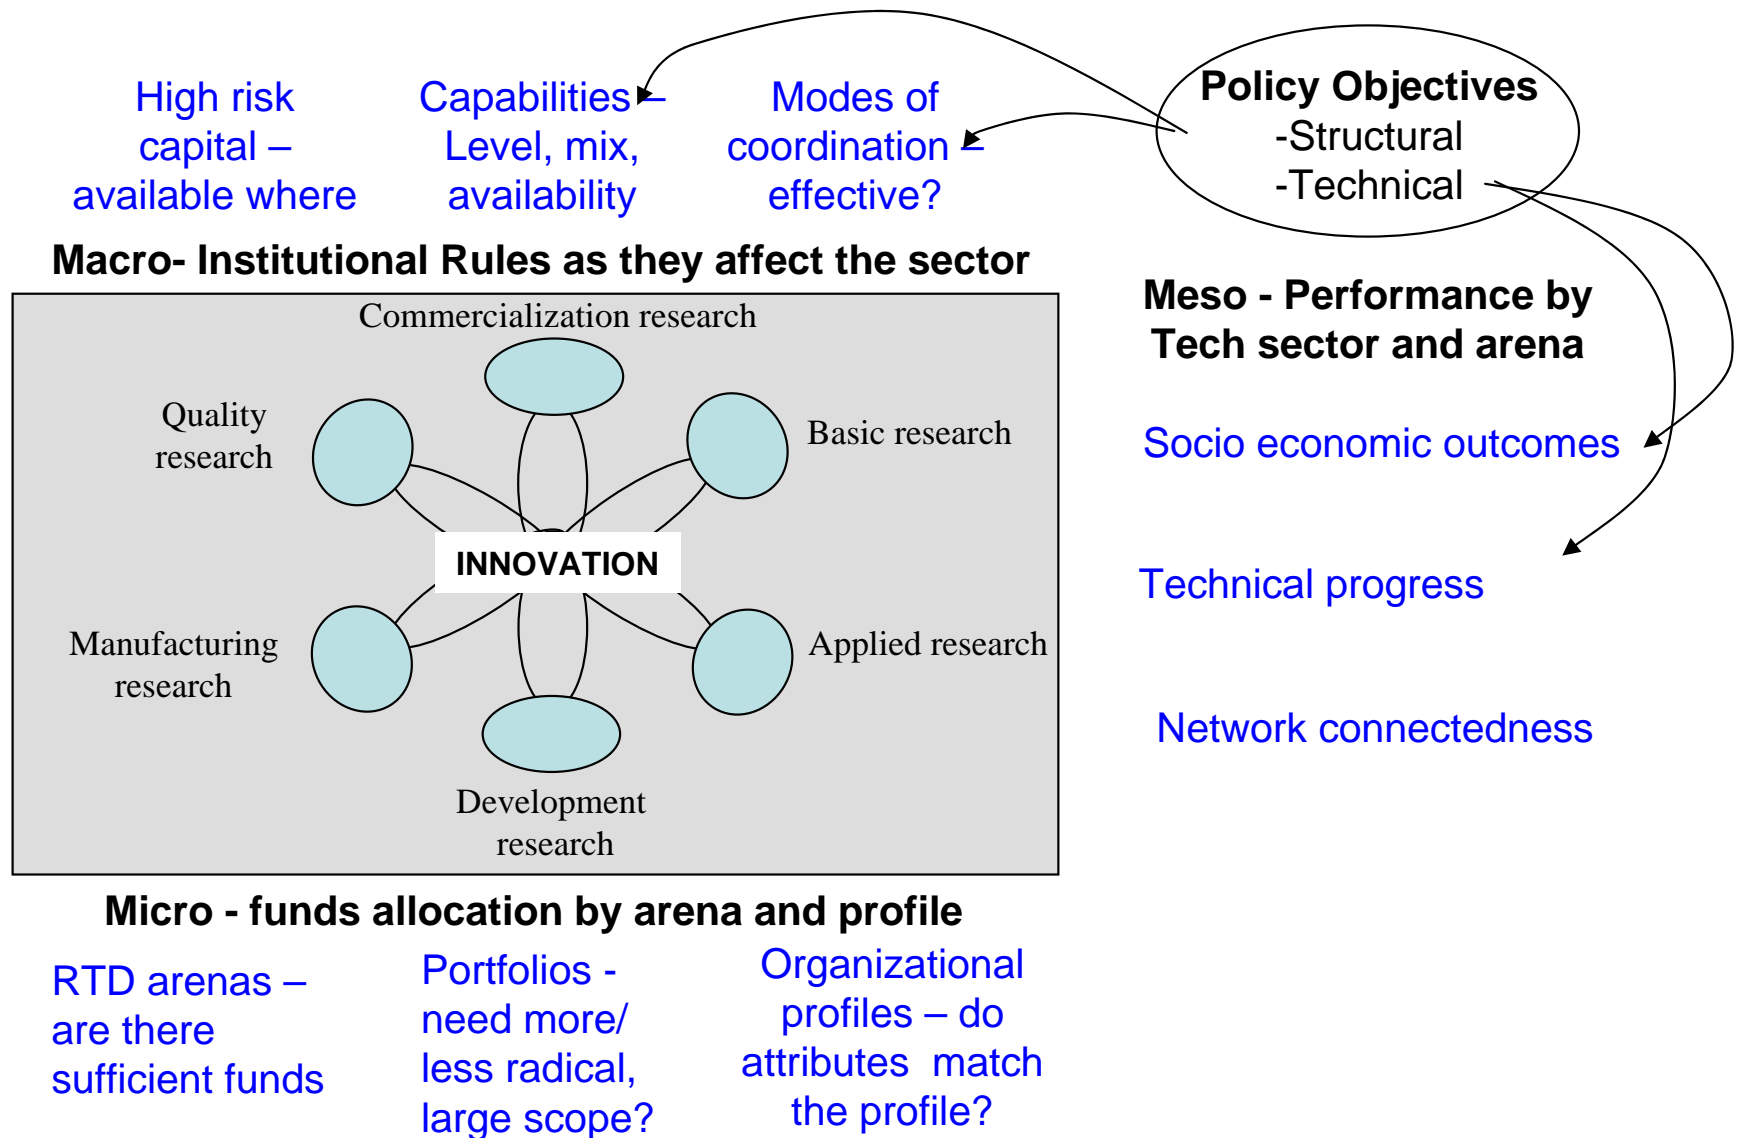 High risk
capital –
available where
Capabilities –
Level, mix,
availability
Modes of
coordination –
effective?
Policy Objectives
-Structural
-Technical
Macro- Institutional Rules as they affect the sector
Commercialization research
Quality
research
Basic research
INNOVATION
Manufacturing
research
Applied research
Development
research
Meso - Performance by
Tech sector and arena
Socio economic outcomes
Technical progress
Network connectedness
Micro - funds allocation by arena and profile
RTD arenas –
are there
sufficient funds
Portfolios -
need more/
less radical,
large scope?
Organizational
profiles – do
attributes match
the profile?